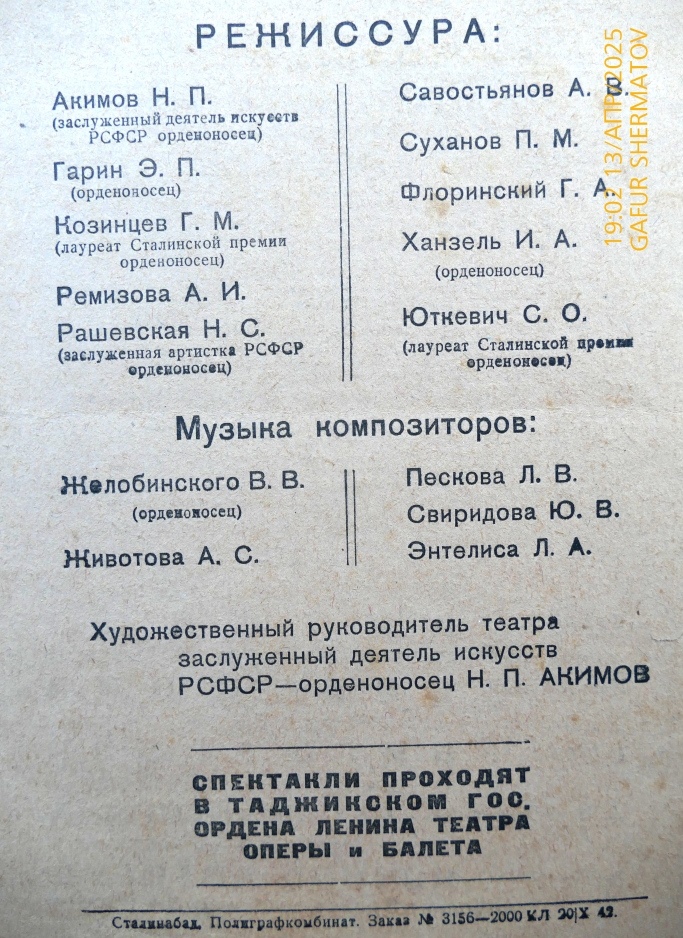 РЕЖИССУРА:
Акимов Н. П.
(заслуженный деятель искусств
РСФСР орденоносец)
Гарин Э. П.
(орденоносец)
Козинцев Г. М.
(лауреат Сталинской премии
орденоносец)
Ремизова А. И.
Рашевская Н. С.
(заслуженная артистка РСФСР
орденоносец)
Савостьянов А. В.
Суханов П. М.
Флоринский Г. А.
Ханзель И. А.
(орденоносец)
Юткевич С. О.
(лауреат Сталинской премии
орденоносец)
Музыка композиторов:
Желобинского В. В.
(орденоносец)
Животова А. С.
Пескова Л. В.
Свиридова Ю. В.
Энтелиса Л. А.
Художественный руководитель театра
заслуженный деятель искусств
РСФСР—орденоносец Н. П. АКИМОВ
СПЕКТАКЛИ ПРОХОДЯТ
В ТАДЖИКСКОМ ГОС.
ОРДЕНА ЛЕНИНА ТЕАТРА
ОПЕРЫ и БАЛЕТА
Сталинабад, Полиграфкомбинат. Заказ № 3156—2000 КЛ 20|X 42.
19:02 13/АПР/2025
GAFUR SHERMATOV